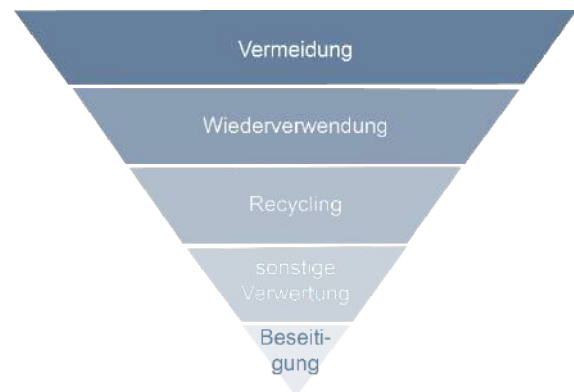 Vermeidung
Wiederverwendung
Recycling
sonstige
Verwertung
Beseiti-
gung